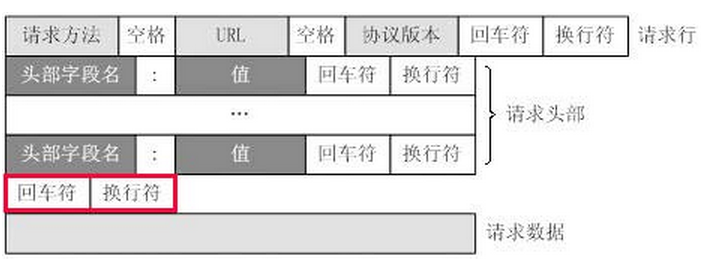 请求方法 空格 URL 空格 协议版本 回车符 换行符 请求行
头部字段名 : 值 回车符 换行符
... 请求头部
头部字段名 : 值 回车符 换行符
回车符 换行符
请求数据